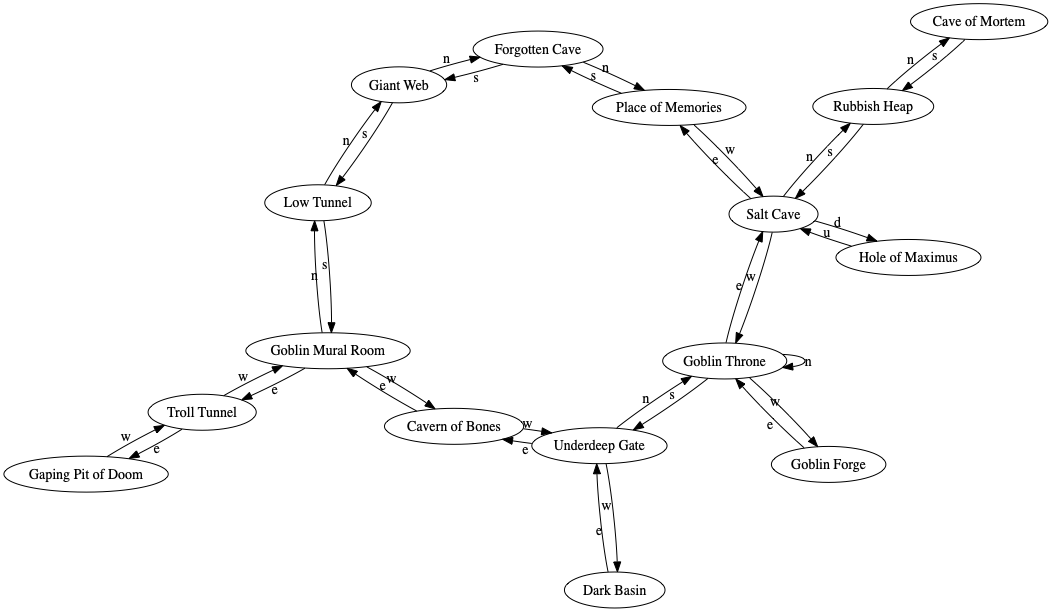 Cave of Mortem
n
s
Forgotten Cave
n
s
n
s
Giant Web
Place of Memories
Rubbish Heap
n
s
w
e
n
s
Low Tunnel
Salt Cave
d
u
Hole of Maximus
n
s
e
w
Goblin Mural Room
Goblin Throne
n
w
e
e
w
n
s
w
e
Troll Tunnel
Cavern of Bones
w
e
Underdeep Gate
w
e
Gaping Pit of Doom
Goblin Forge
w
e
Dark Basin